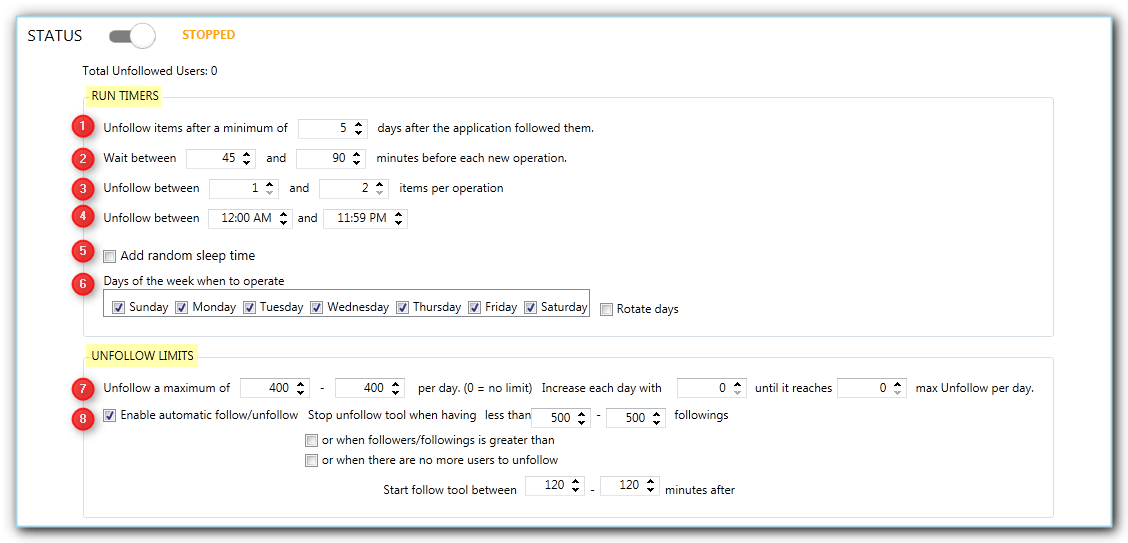 STATUS STOPPED
Total Unfollowed Users: 0
RUN TIMERS
1 Unfollow items after a minimum of 5 days after the application followed them.
2 Wait between 45 and 90 minutes before each new operation.
3 Unfollow between 1 and 2 items per operation
4 Unfollow between 12:00 AM and 11:59 PM
5 Add random sleep time
6 Days of the week when to operate
Sunday Monday Tuesday Wednesday Thursday Friday Saturday Rotate days
UNFOLLOW LIMITS
7 Unfollow a maximum of 400 - 400 per day. (0 = no limit) Increase each day with 0 until it reaches 0 max Unfollow per day.
8 Enable automatic follow/unfollow Stop unfollow tool when having less than 500 - 500 followings
or when followers/followings is greater than
or when there are no more users to unfollow
Start follow tool between 120 - 120 minutes after